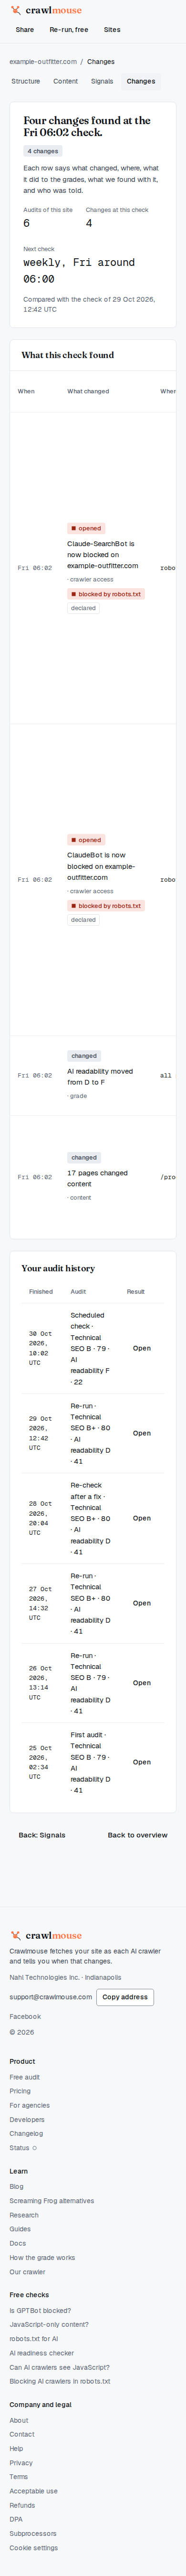 crawlmouse
Share Re-run, free Sites
example-outfitter.com / Changes
Structure Content Signals Changes
Four changes found at the
Fri 06:02 check.
4 changes
Each row says what changed, where, what
it did to the grades, what we found with it,
and who was told.
Audits of this site Changes at this check
6 4
Next check
weekly, Fri around
06:00
Compared with the check of 29 Oct 2026,
12:42 UTC
What this check found
When What changed Wher
opened
Claude-SearchBot is
now blocked on
Fri 06:02 example-outfitter.com robo
· crawler access
blocked by robots.txt
declared
opened
ClaudeBot is now
blocked on example-
Fri 06:02 outfitter.com robo
· crawler access
blocked by robots.txt
declared
changed
Fri 06:02 AI readability moved all
from D to F
· grade
changed
Fri 06:02 17 pages changed /pro
content
· content
Your audit history
Finished Audit Result
30 Oct
2026,
10:02
UTC
Scheduled
check ·
Technical
SEO B · 79 ·
AI
readability F
· 22
Open
29 Oct
2026,
12:42
UTC
Re-run ·
Technical
SEO B+ · 80
· AI
readability D
· 41
Open
28 Oct
2026,
20:04
UTC
Re-check
after a fix ·
Technical
SEO B+ · 80
· AI
readability D
· 41
Open
27 Oct
2026,
14:32
UTC
Re-run ·
Technical
SEO B+ · 80
· AI
readability D
· 41
Open
26 Oct
2026,
13:14
UTC
Re-run ·
Technical
SEO B · 79 ·
AI
readability D
· 41
Open
25 Oct
2026,
02:34
UTC
First audit ·
Technical
SEO B · 79 ·
AI
readability D
· 41
Open
Back: Signals Back to overview
crawlmouse
Crawlmouse fetches your site as each AI crawler
and tells you when that changes.
Nahl Technologies Inc. · Indianapolis
support@crawlmouse.com Copy address
Facebook
© 2026
Product
Free audit
Pricing
For agencies
Developers
Changelog
Status
Learn
Blog
Screaming Frog alternatives
Research
Guides
Docs
How the grade works
Our crawler
Free checks
Is GPTBot blocked?
JavaScript-only content?
robots.txt for AI
AI readiness checker
Can AI crawlers see JavaScript?
Blocking AI crawlers in robots.txt
Company and legal
About
Contact
Help
Privacy
Terms
Acceptable use
Refunds
DPA
Subprocessors
Cookie settings